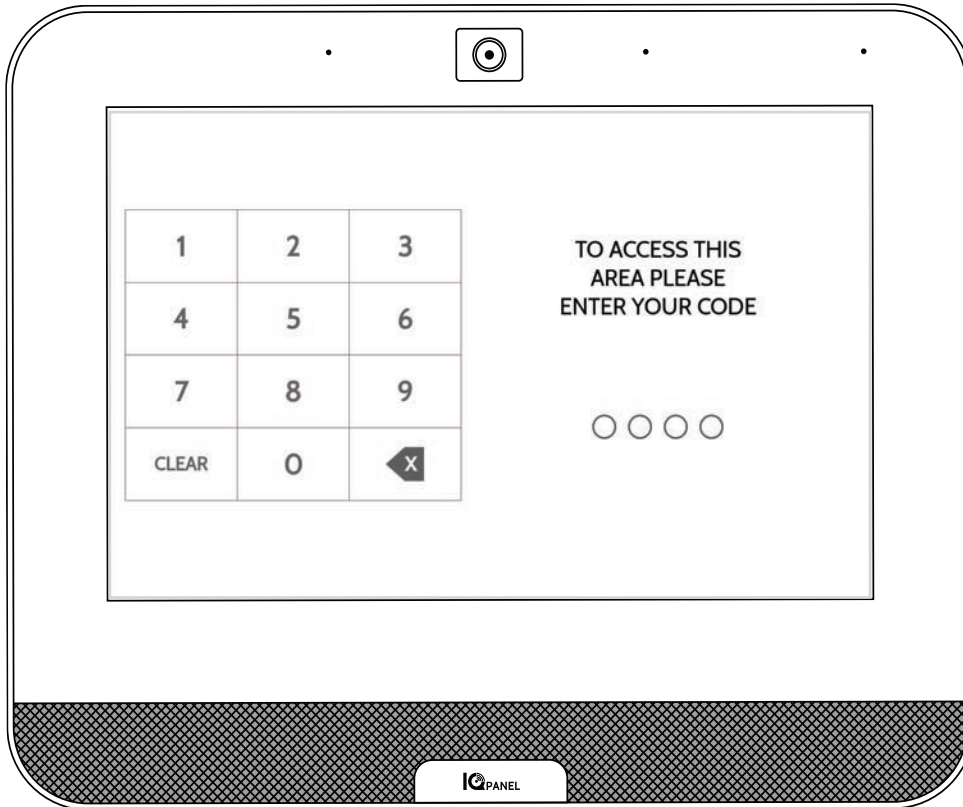 1 2 3
4 5 6
7 8 9
CLEAR 0 X
TO ACCESS THIS
AREA PLEASE
ENTER YOUR CODE
IQ PANEL